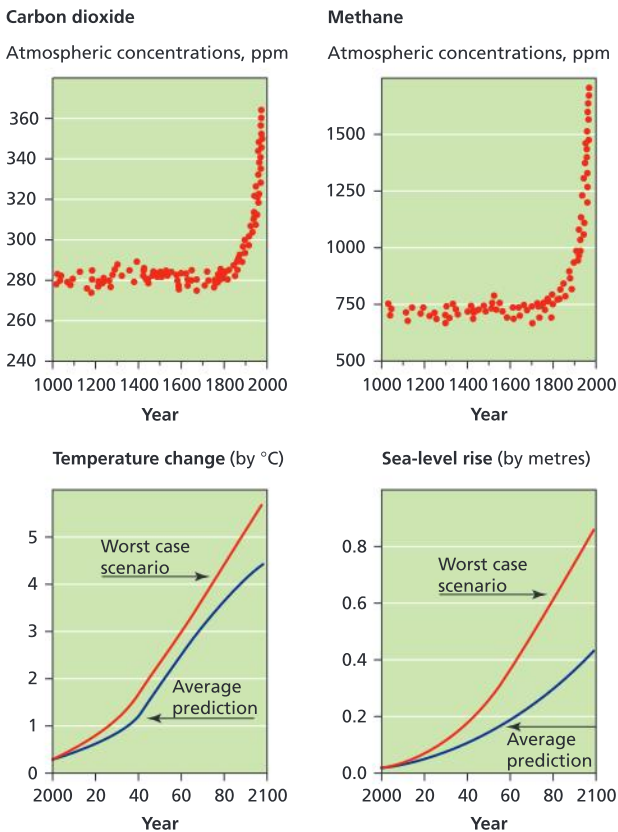 Carbon dioxide
Atmospheric concentrations, ppm
360
340
320
300
280
260
240
1000 1200 1400 1600 1800 2000
Year
Methane
Atmospheric concentrations, ppm
1500
1250
1000
750
500
1000 1200 1400 1600 1800 2000
Year
Temperature change (by °C)
5
4
3
2
1
0
Worst case
scenario
Average
prediction
2000 20 40 60 80 2100
Year
Sea-level rise (by metres)
0.8
0.6
0.4
0.2
0.0
Worst case
scenario
Average
prediction
2000 20 40 60 80 2100
Year